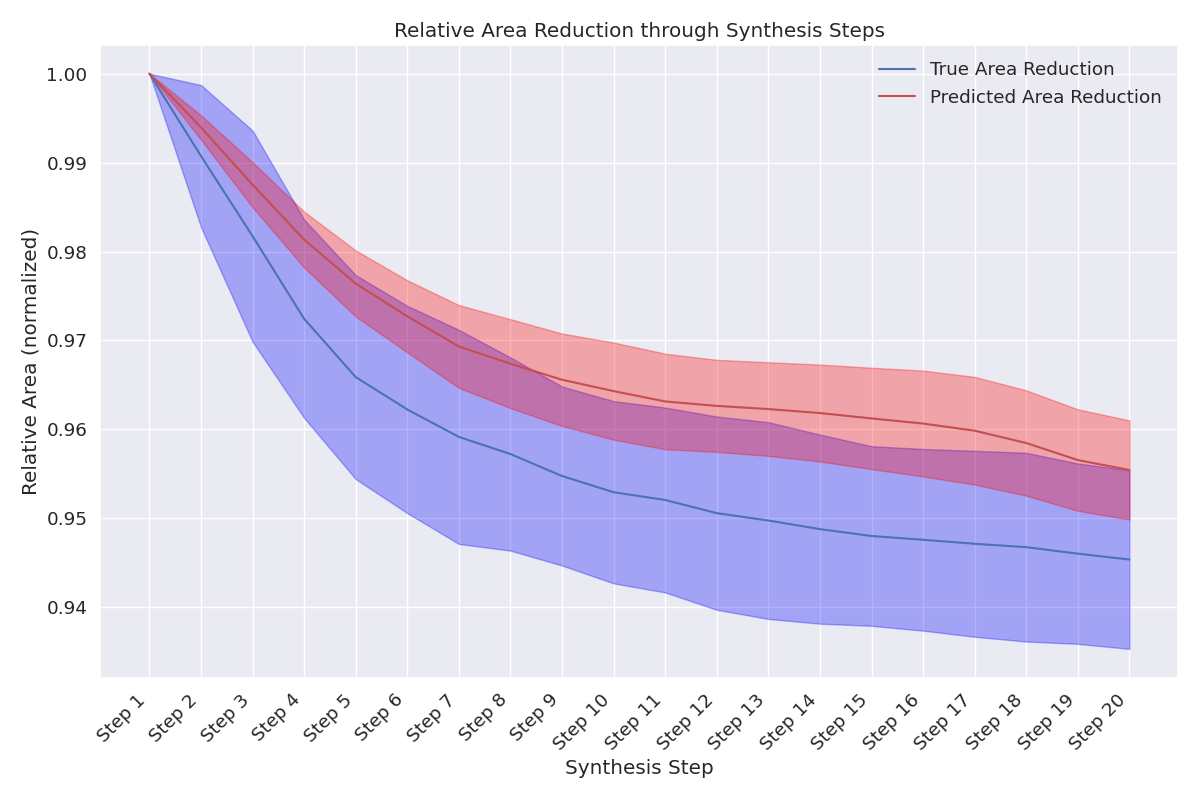 Relative Area Reduction through Synthesis Steps
True Area Reduction
Predicted Area Reduction
Relative Area (normalized)
1.00
0.99
0.98
0.97
0.96
0.95
0.94
Step 1
Step 2
Step 3
Step 4
Step 5
Step 6
Step 7
Step 8
Step 9
Step 10
Step 11
Step 12
Step 13
Step 14
Step 15
Step 16
Step 17
Step 18
Step 19
Step 20
Synthesis Step